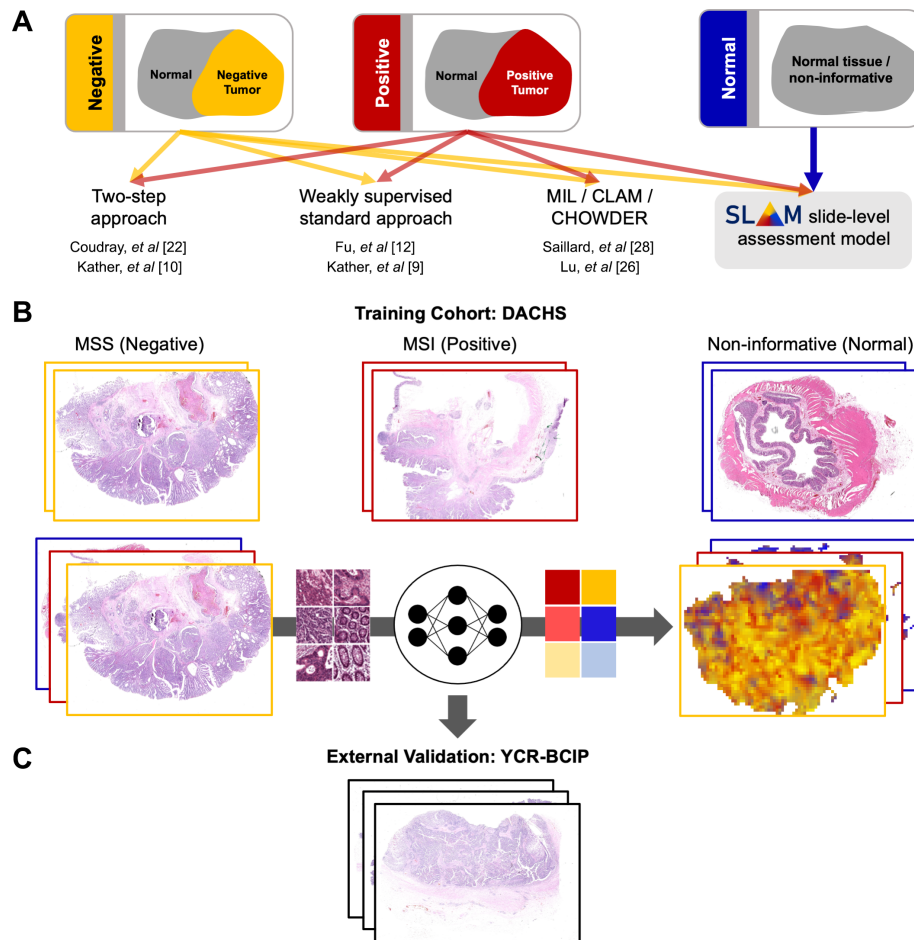 A
Negative
Normal
Negative
Tumor
Positive
Normal
Positive
Tumor
Normal
Normal tissue /
non-informative
Two-step
approach
Coudray, et al [22]
Kather, et al [10]
Weakly supervised
standard approach
Fu, et al [12]
Kather, et al [9]
MIL / CLAM /
CHOWDER
Saillard, et al [28]
Lu, et al [26]
SLAM slide-level
assessment model
B
Training Cohort: DACHS
MSS (Negative)
MSI (Positive)
Non-informative (Normal)
C
External Validation: YCR-BCIP